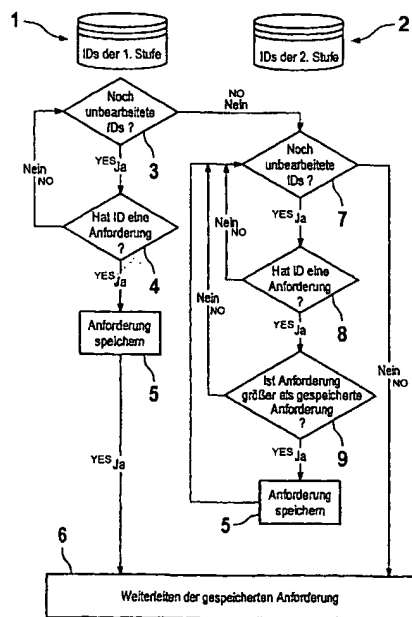 1
2
IDs der 1. Stufe
IDs der 2. Stufe
Noch
unbearbeitete
IDs ?
3
NO
Nein
YES Ja
Nein NO
Hat ID eine
Anforderung
?
4
YES Ja
Anforderung
speichern
5
YES Ja
Noch
unbearbeitete
IDs ?
7
YES Ja
Nein NO
Hat ID eine
Anforderung
?
8
YES Ja
Nein NO
Ist Anforderung
größer als gespeicherte
Anforderung
?
9
YES Ja
Nein NO
Anforderung
speichern
5
6
Weiterleiten der gespeicherten Anforderung